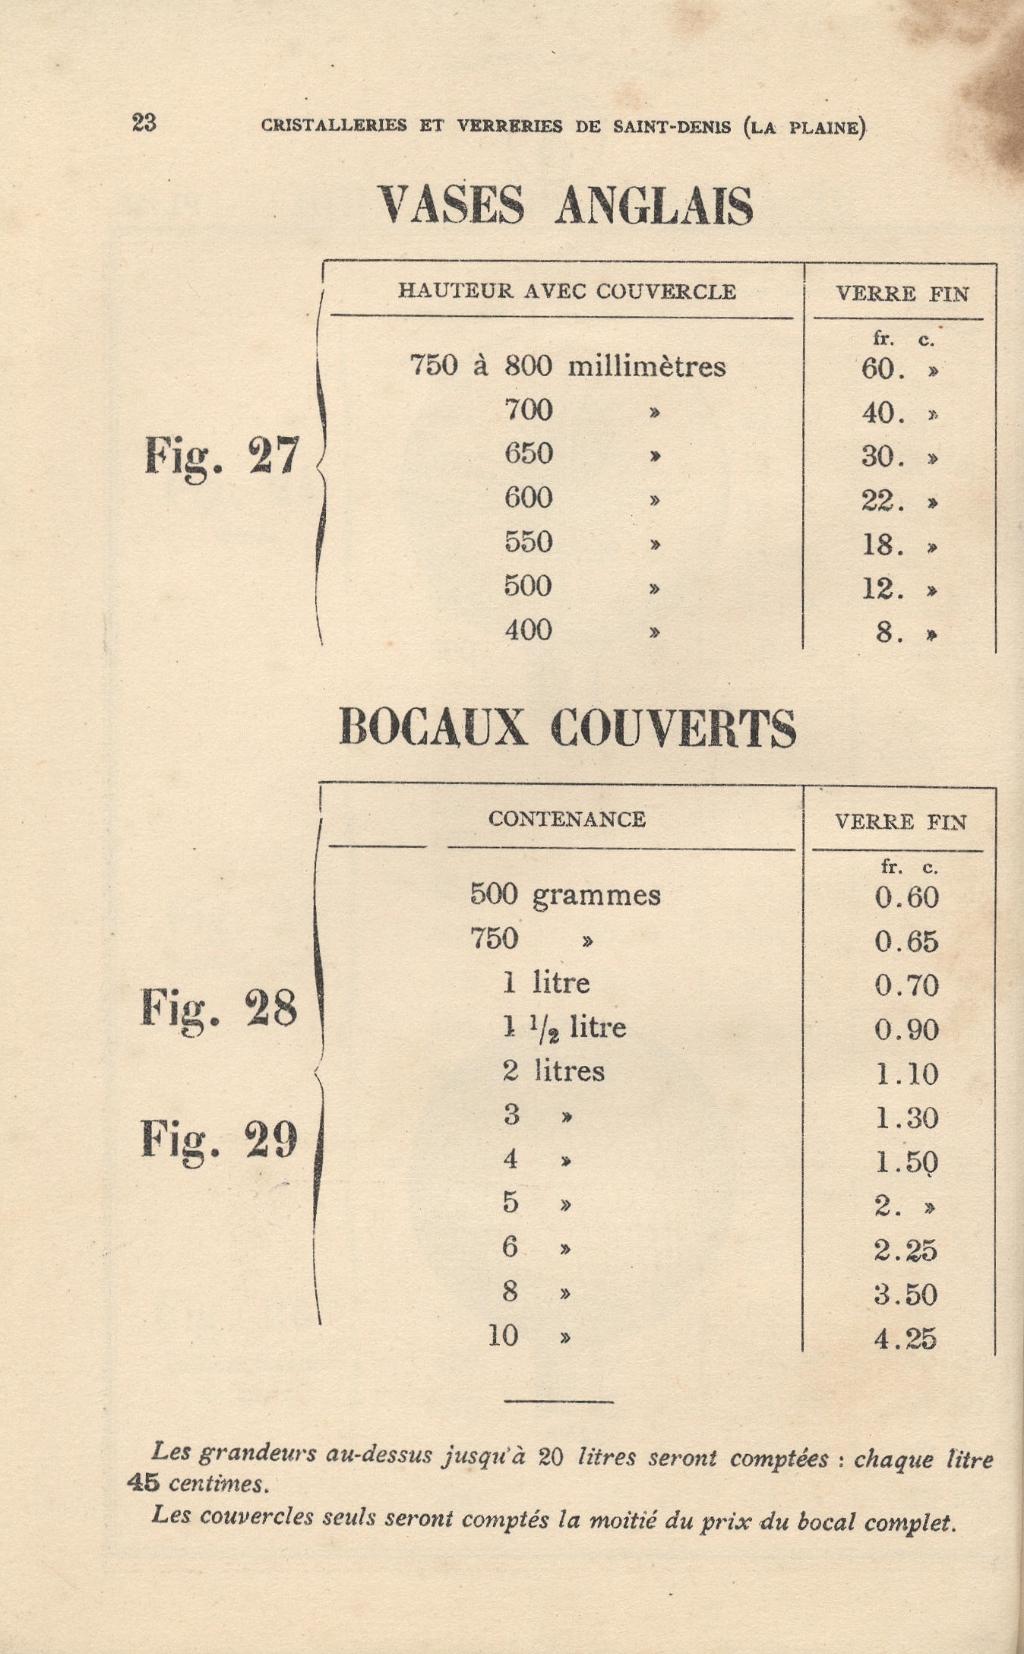 23 CRISTALLERIES ET VERRERIES DE SAINT-DENIS (LA PLAINE)
VASES ANGLAIS
HAUTEUR AVEC COUVERCLE VERRE FIN
fr. c.
750 à 800 millimètres 60. »
700 » 40. »
Fig. 27 650 » 30. »
600 » 22. »
550 » 18. »
500 » 12. »
400 » 8. »
BOCAUX COUVERTS
CONTENANCE VERRE FIN
fr. c.
500 grammes 0.60
750 » 0.65
1 litre 0.70
Fig. 28 1 1/2 litre 0.90
2 litres 1.10
3 » 1.30
Fig. 29 4 » 1.50
5 » 2. »
6 » 2.25
8 » 3.50
10 » 4.25
Les grandeurs au-dessus jusqu'à 20 litres seront comptées : chaque litre
45 centimes.
Les couvercles seuls seront comptés la moitié du prix du bocal complet.